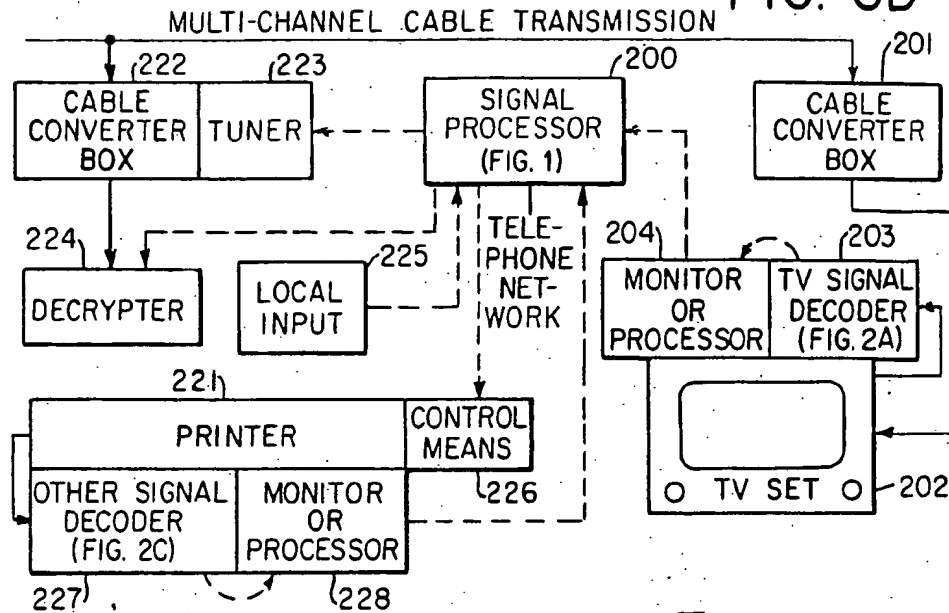 FIG. 6D
MULTI-CHANNEL CABLE TRANSMISSION
222
223
200
201
CABLE
CONVERTER
BOX
TUNER
SIGNAL
PROCESSOR
(FIG. 1)
CABLE
CONVERTER
BOX
224
DECRYPTER
225
LOCAL
INPUT
TELE-
PHONE
NET-
WORK
204
203
MONITOR
OR
PROCESSOR
TV SIGNAL
DECODER
(FIG. 2A)
TV SET
202
221
PRINTER
CONTROL
MEANS
226
OTHER SIGNAL
DECODER
(FIG. 2C)
MONITOR
OR
PROCESSOR
227
228